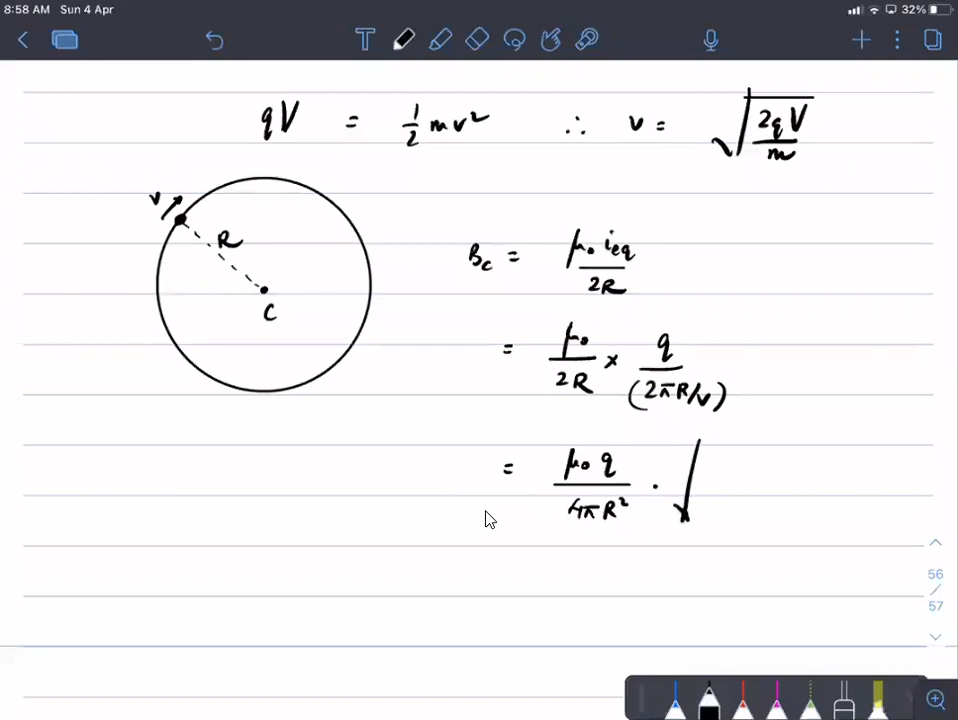 8:58 AM Sun 4 Apr 32%
T
qV = 1/2 mv² ∴ v = √(2qV/m)
v
R
C
B_c = μ₀ i_eq / 2R
= μ₀/2R × q/(2πR/v)
= μ₀ q / 4πR² · √
56
/
57